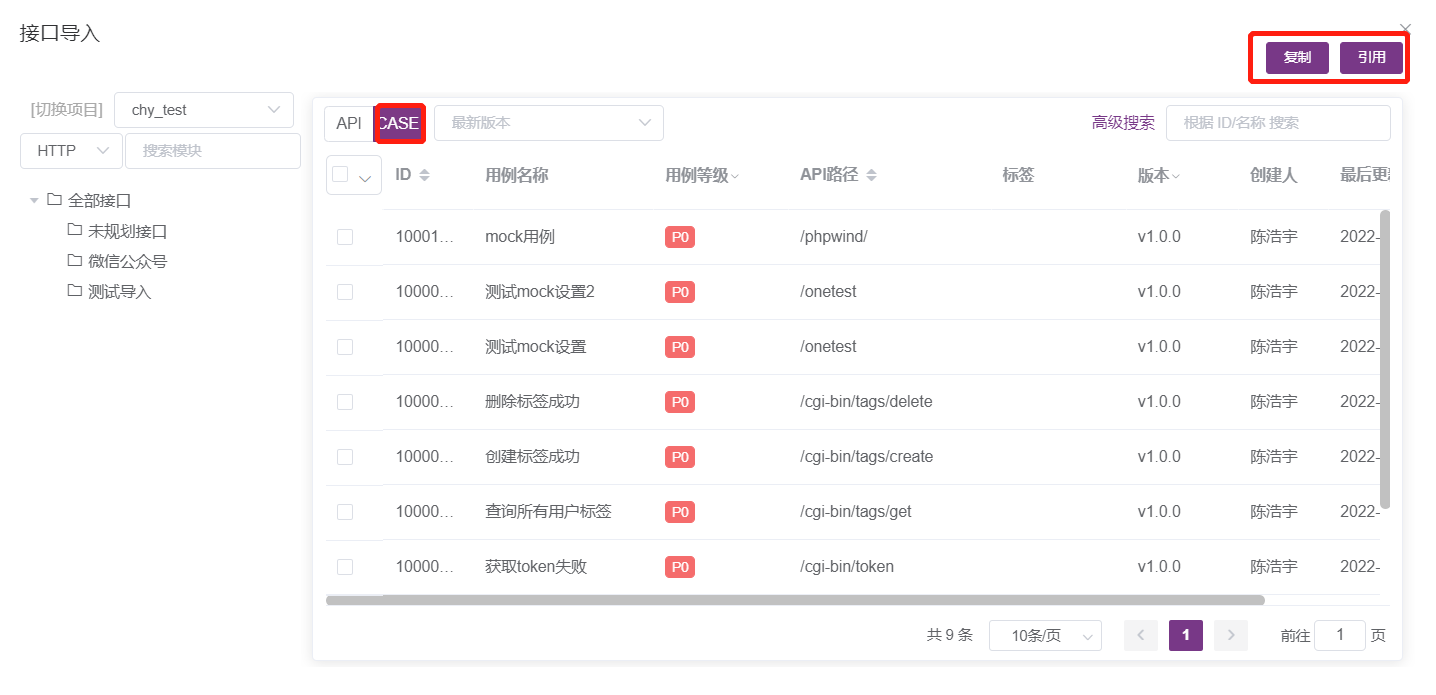 接口导入
复制 引用
[切换项目] chy_test
API CASE 最新版本 高级搜索 根据 ID/名称 搜索
HTTP 搜索模块
ID 用例名称 用例等级 API路径 标签 版本 创建人 最后更新
全部接口
未规划接口
微信公众号
测试导入
10001... mock用例 P0 /phpwind/ v1.0.0 陈浩宇 2022-
10000... 测试mock设置2 P0 /onetest v1.0.0 陈浩宇 2022-
10000... 测试mock设置 P0 /onetest v1.0.0 陈浩宇 2022-
10000... 删除标签成功 P0 /cgi-bin/tags/delete v1.0.0 陈浩宇 2022-
10000... 创建标签成功 P0 /cgi-bin/tags/create v1.0.0 陈浩宇 2022-
10000... 查询所有用户标签 P0 /cgi-bin/tags/get v1.0.0 陈浩宇 2022-
10000... 获取token失败 P0 /cgi-bin/token v1.0.0 陈浩宇 2022-
共 9 条 10条/页 1 前往 1 页